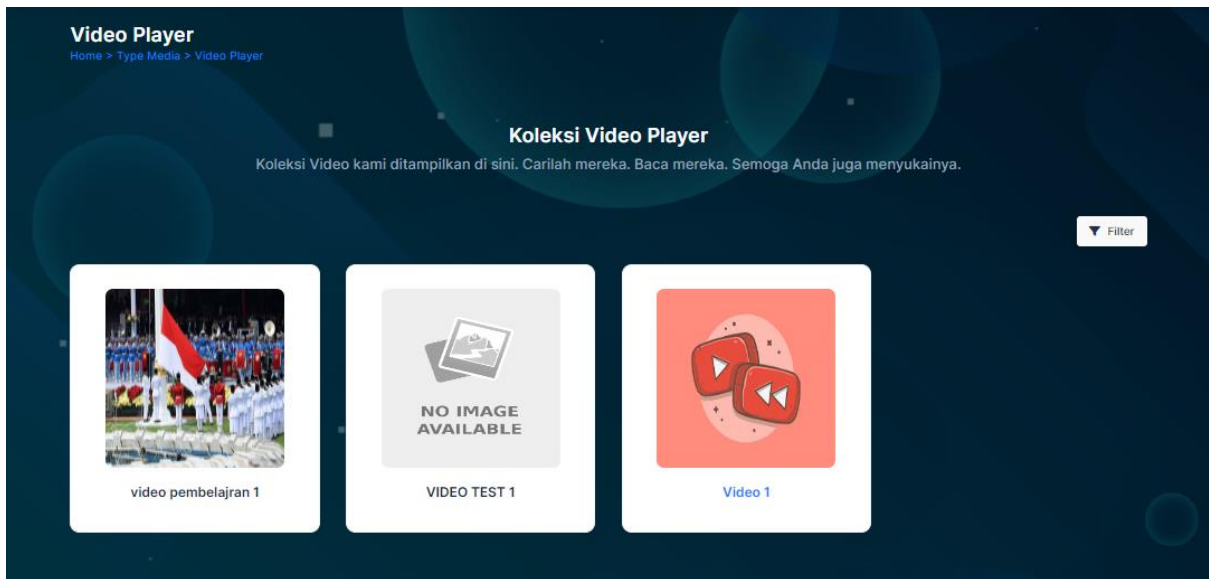 Video Player
Home > Type Media > Video Player
Koleksi Video Player
Koleksi Video kami ditampilkan di sini. Carilah mereka. Baca mereka. Semoga Anda juga menyukainya.
Filter
NO IMAGE
AVAILABLE
video pembelajran 1
VIDEO TEST 1
Video 1